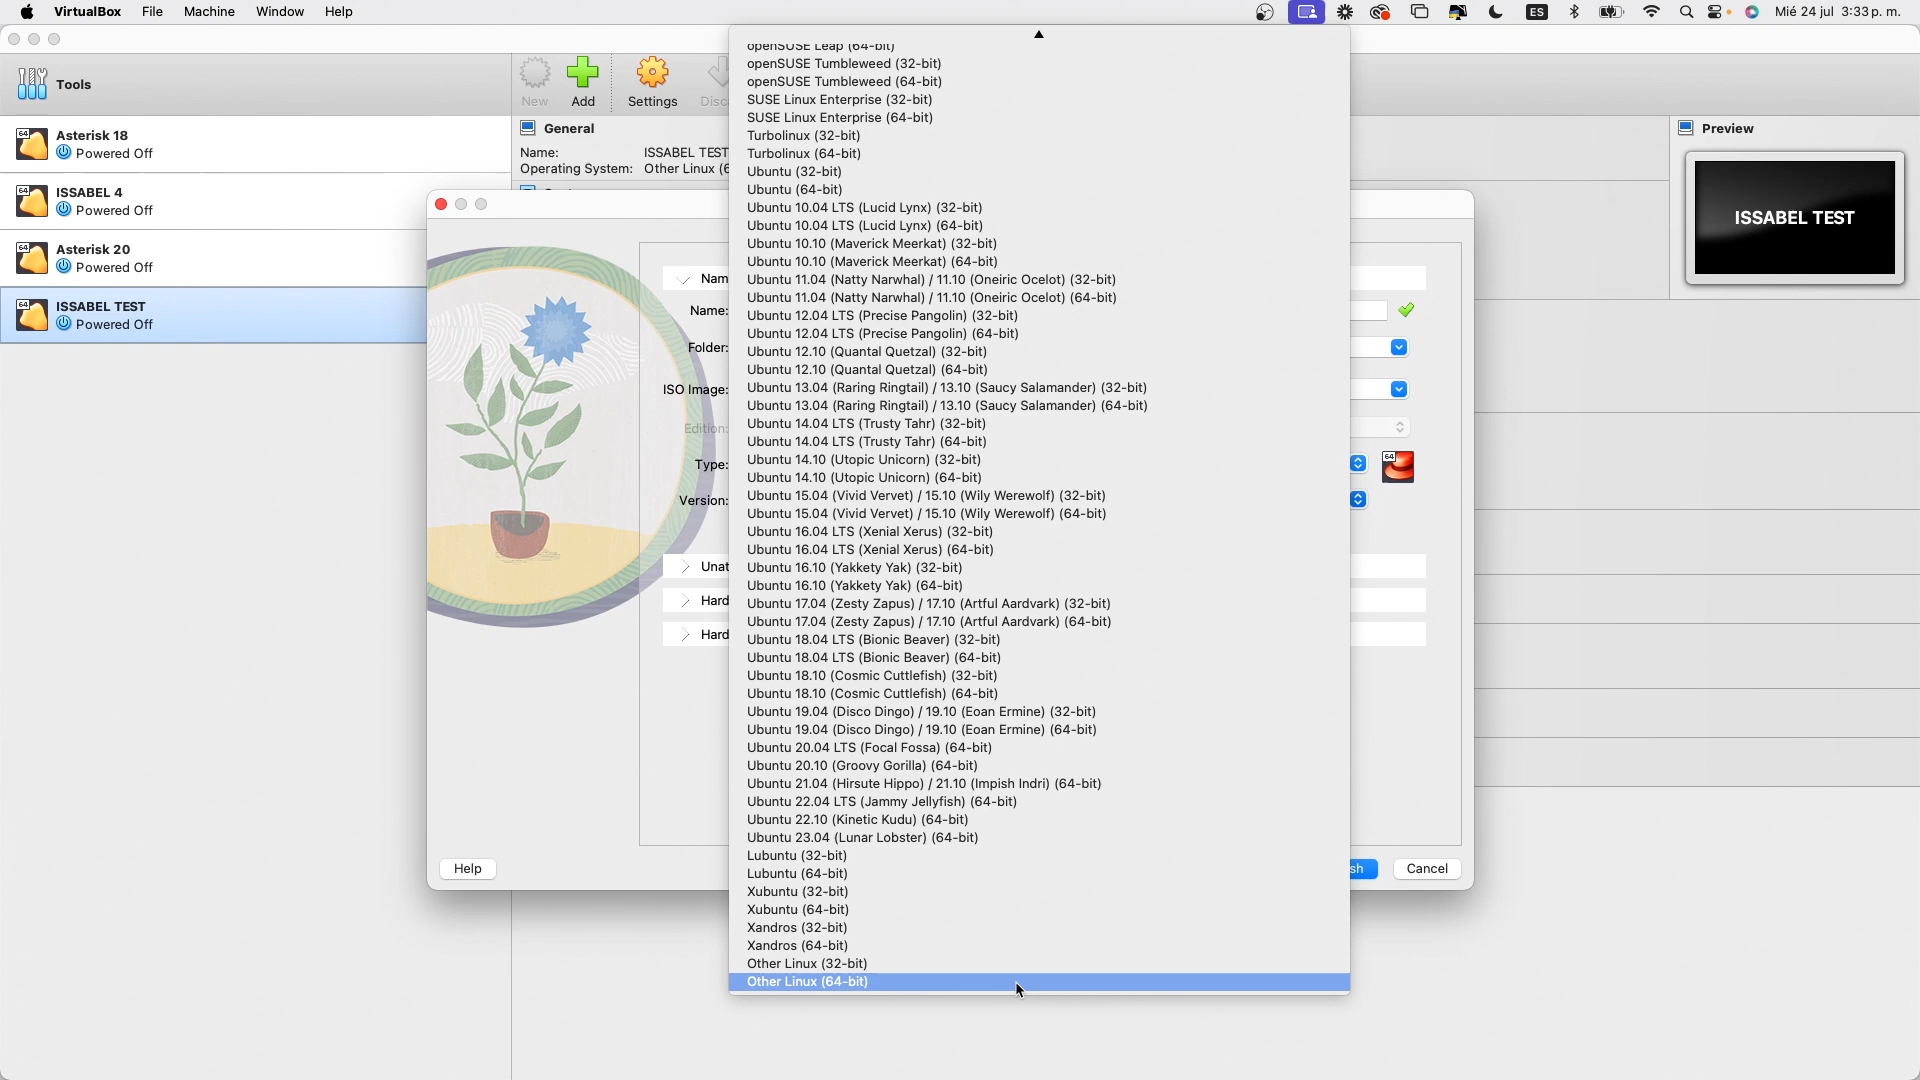 VirtualBox File Machine Window Help
ES Mié 24 jul 3:33 p. m.
Tools
New
Add
Settings
Asterisk 18
Powered Off
ISSABEL 4
Powered Off
Asterisk 20
Powered Off
ISSABEL TEST
Powered Off
General
Name: ISSABEL TEST
Operating System: Other Linux (6
Preview
ISSABEL TEST
Nam
Name:
Folder:
ISO Image:
Edition:
Type:
Version:
64
Unat
Hard
Hard
Help
sh
Cancel
openSUSE Leap (64-bit)
openSUSE Tumbleweed (32-bit)
openSUSE Tumbleweed (64-bit)
SUSE Linux Enterprise (32-bit)
SUSE Linux Enterprise (64-bit)
Turbolinux (32-bit)
Turbolinux (64-bit)
Ubuntu (32-bit)
Ubuntu (64-bit)
Ubuntu 10.04 LTS (Lucid Lynx) (32-bit)
Ubuntu 10.04 LTS (Lucid Lynx) (64-bit)
Ubuntu 10.10 (Maverick Meerkat) (32-bit)
Ubuntu 10.10 (Maverick Meerkat) (64-bit)
Ubuntu 11.04 (Natty Narwhal) / 11.10 (Oneiric Ocelot) (32-bit)
Ubuntu 11.04 (Natty Narwhal) / 11.10 (Oneiric Ocelot) (64-bit)
Ubuntu 12.04 LTS (Precise Pangolin) (32-bit)
Ubuntu 12.04 LTS (Precise Pangolin) (64-bit)
Ubuntu 12.10 (Quantal Quetzal) (32-bit)
Ubuntu 12.10 (Quantal Quetzal) (64-bit)
Ubuntu 13.04 (Raring Ringtail) / 13.10 (Saucy Salamander) (32-bit)
Ubuntu 13.04 (Raring Ringtail) / 13.10 (Saucy Salamander) (64-bit)
Ubuntu 14.04 LTS (Trusty Tahr) (32-bit)
Ubuntu 14.04 LTS (Trusty Tahr) (64-bit)
Ubuntu 14.10 (Utopic Unicorn) (32-bit)
Ubuntu 14.10 (Utopic Unicorn) (64-bit)
Ubuntu 15.04 (Vivid Vervet) / 15.10 (Wily Werewolf) (32-bit)
Ubuntu 15.04 (Vivid Vervet) / 15.10 (Wily Werewolf) (64-bit)
Ubuntu 16.04 LTS (Xenial Xerus) (32-bit)
Ubuntu 16.04 LTS (Xenial Xerus) (64-bit)
Ubuntu 16.10 (Yakkety Yak) (32-bit)
Ubuntu 16.10 (Yakkety Yak) (64-bit)
Ubuntu 17.04 (Zesty Zapus) / 17.10 (Artful Aardvark) (32-bit)
Ubuntu 17.04 (Zesty Zapus) / 17.10 (Artful Aardvark) (64-bit)
Ubuntu 18.04 LTS (Bionic Beaver) (32-bit)
Ubuntu 18.04 LTS (Bionic Beaver) (64-bit)
Ubuntu 18.10 (Cosmic Cuttlefish) (32-bit)
Ubuntu 18.10 (Cosmic Cuttlefish) (64-bit)
Ubuntu 19.04 (Disco Dingo) / 19.10 (Eoan Ermine) (32-bit)
Ubuntu 19.04 (Disco Dingo) / 19.10 (Eoan Ermine) (64-bit)
Ubuntu 20.04 LTS (Focal Fossa) (64-bit)
Ubuntu 20.10 (Groovy Gorilla) (64-bit)
Ubuntu 21.04 (Hirsute Hippo) / 21.10 (Impish Indri) (64-bit)
Ubuntu 22.04 LTS (Jammy Jellyfish) (64-bit)
Ubuntu 22.10 (Kinetic Kudu) (64-bit)
Ubuntu 23.04 (Lunar Lobster) (64-bit)
Lubuntu (32-bit)
Lubuntu (64-bit)
Xubuntu (32-bit)
Xubuntu (64-bit)
Xandros (32-bit)
Xandros (64-bit)
Other Linux (32-bit)
Other Linux (64-bit)